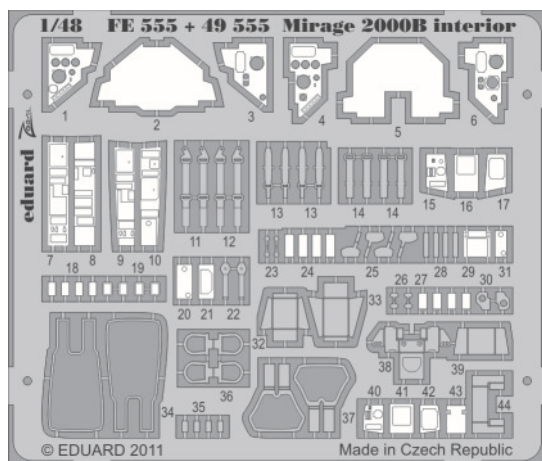 1/48 FE 555 + 49 555 Mirage 2000B interior
1 2 3 4 5 6
eduard
7 8 9 10 11 12 13 13 14 14 15 16 17
18 19
20 21 22
23 24 25 28 29 31
26 27 30
32 33
34 35 36 37
38 39
40 41 42 43 44
© EDUARD 2011 Made in Czech Republic